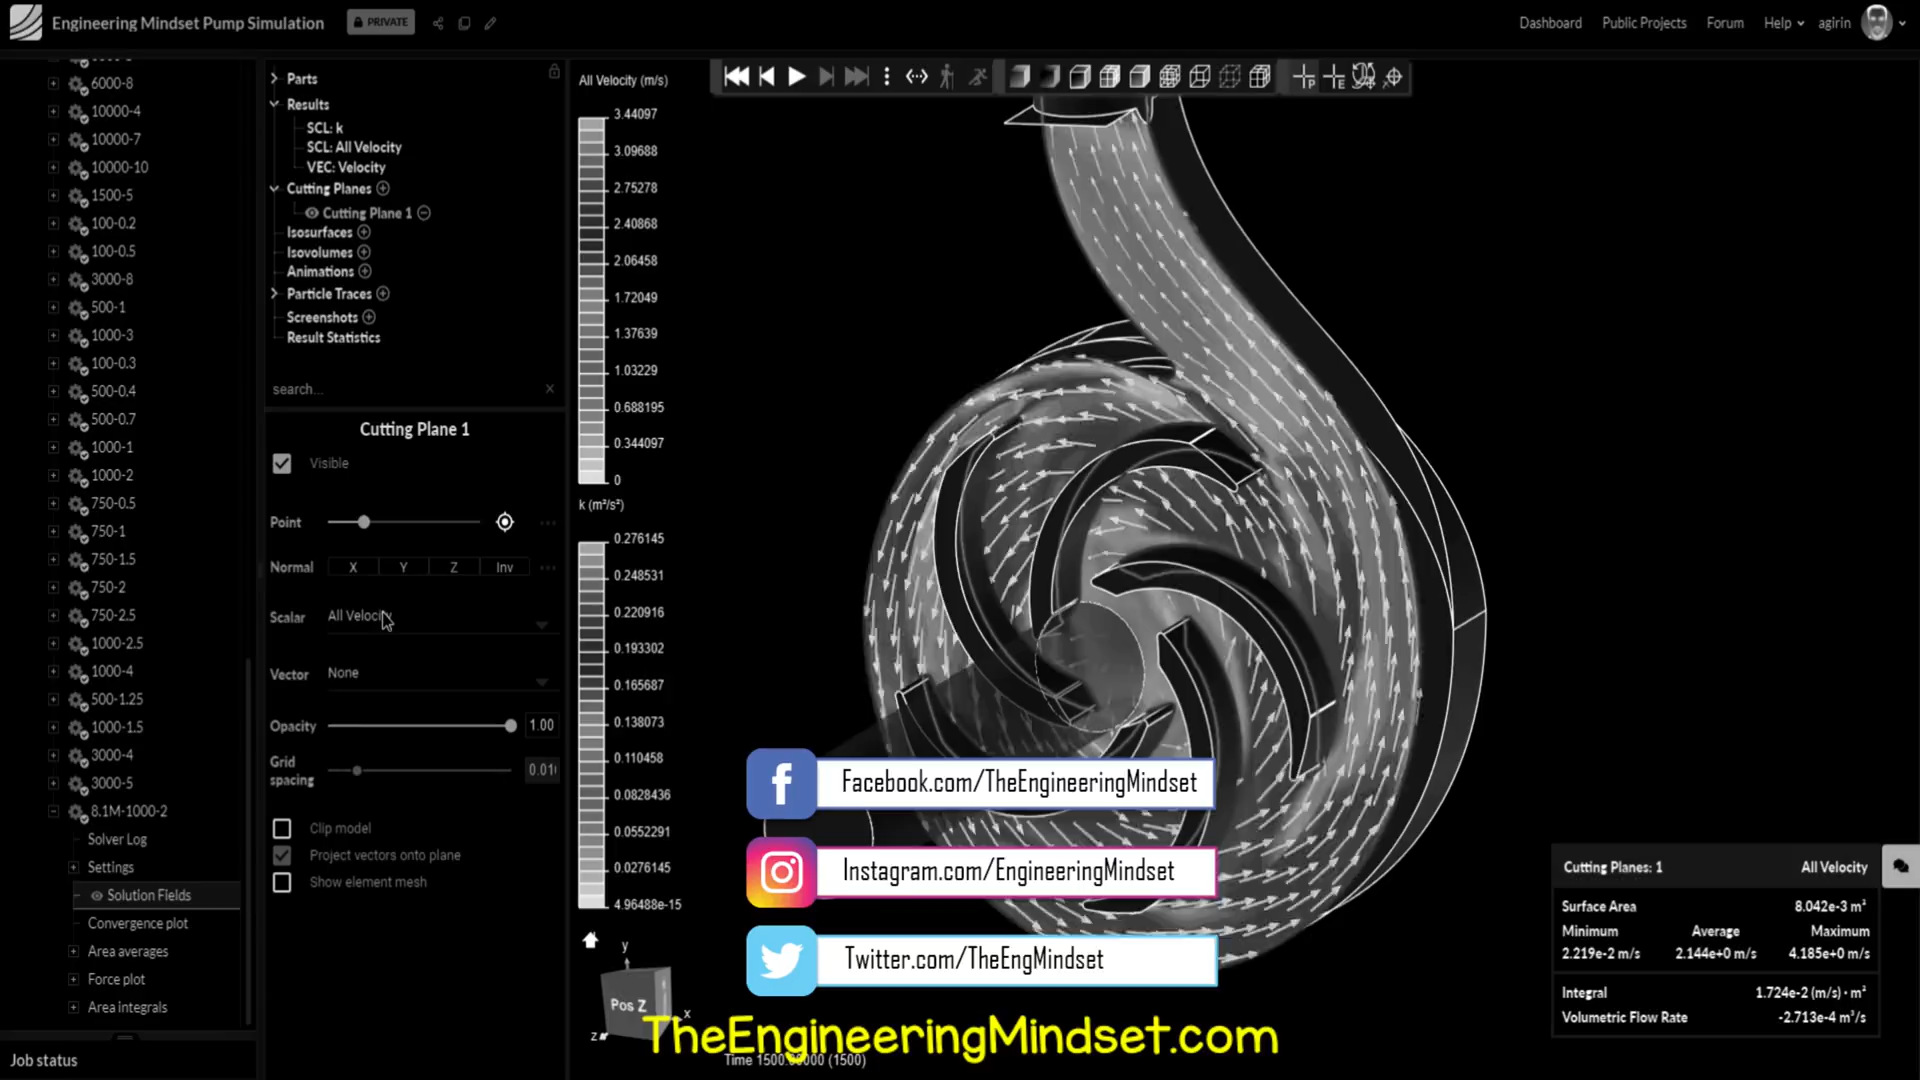 Engineering Mindset Pump Simulation
PRIVATE
Dashboard
Public Projects
Forum
Help
agirin
6000-8
10000-4
10000-7
10000-10
1500-5
100-0.2
100-0.5
3000-8
500-1
1000-3
100-0.3
500-0.4
500-0.7
1000-1
1000-2
750-0.5
750-1
750-1.5
750-2
750-2.5
1000-2.5
1000-4
500-1.25
1000-1.5
3000-4
3000-5
8.1M-1000-2
Solver Log
Settings
Solution Fields
Convergence plot
Area averages
Force plot
Area integrals
Job status
Parts
Results
SCL: k
SCL: All Velocity
VEC: Velocity
Cutting Planes
Cutting Plane 1
Isosurfaces
Isovolumes
Animations
Particle Traces
Screenshots
Result Statistics
search...
Cutting Plane 1
Visible
Point
Normal X Y Z Inv
Scalar All Velocity
Vector None
Opacity 1.00
Grid
spacing
Clip model
Project vectors onto plane
Show element mesh
All Velocity (m/s)
3.44097
3.09688
2.75278
2.40868
2.06458
1.72049
1.37639
1.03229
0.688195
0.344097
0
k (m²/s²)
0.276145
0.248531
0.220916
0.193302
0.165687
0.138073
0.110458
0.0828436
0.0552291
0.0276145
4.96488e-15
y
Pos Z
x
z
Facebook.com/TheEngineeringMindset
Instagram.com/EngineeringMindset
Twitter.com/TheEngMindset
TheEngineeringMindset.com
Time 1500.00000 (1500)
Cutting Planes: 1 All Velocity
Surface Area 8.042e-3 m²
Minimum Average Maximum
2.219e-2 m/s 2.144e+0 m/s 4.185e+0 m/s
Integral 1.724e-2 (m/s)·m²
Volumetric Flow Rate -2.713e-4 m³/s